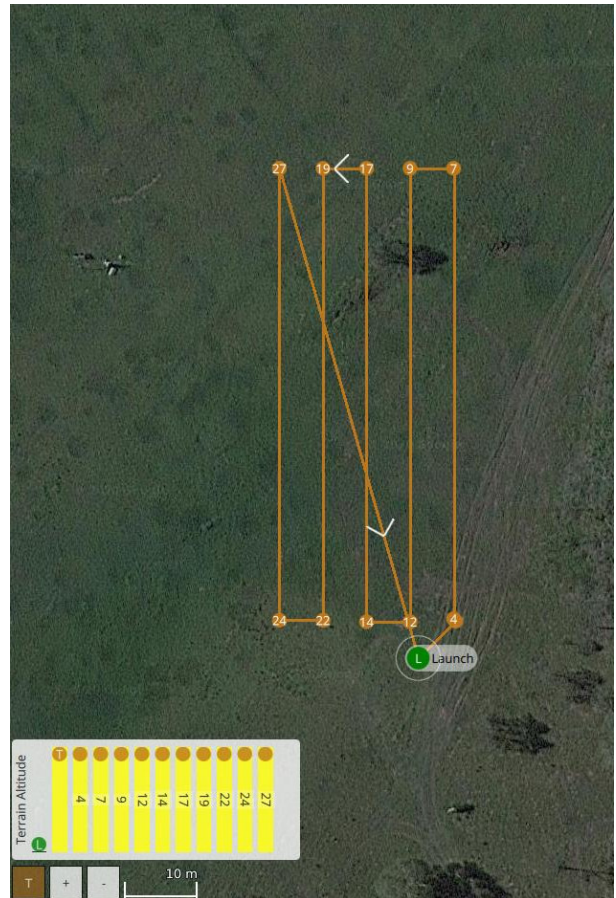 27 19 17 9 7
24 22 14 12 4
L Launch
Terrain Altitude
T 4 7 9 12 14 17 19 22 24 27
L
T + - 10 m